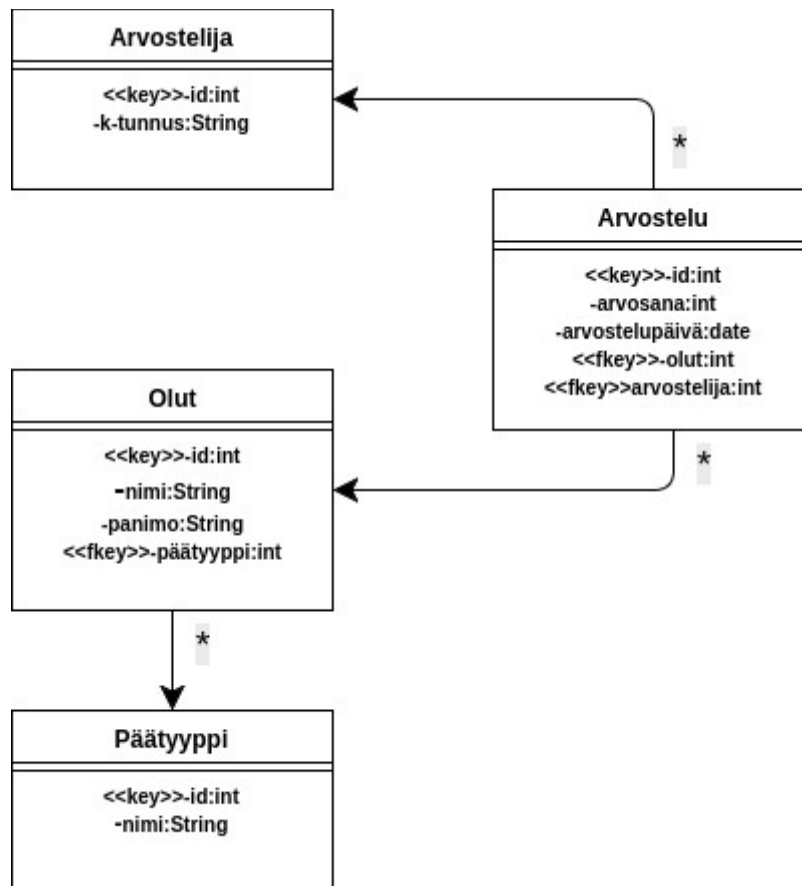 Arvostelija
<<key>>-id:int
-k-tunnus:String
*
Arvostelu
<<key>>-id:int
-arvosana:int
-arvostelupäivä:date
<<fkey>>-olut:int
<<fkey>>arvostelija:int
*
Olut
<<key>>-id:int
-nimi:String
-panimo:String
<<fkey>>-päätyyppi:int
*
Päätyyppi
<<key>>-id:int
-nimi:String